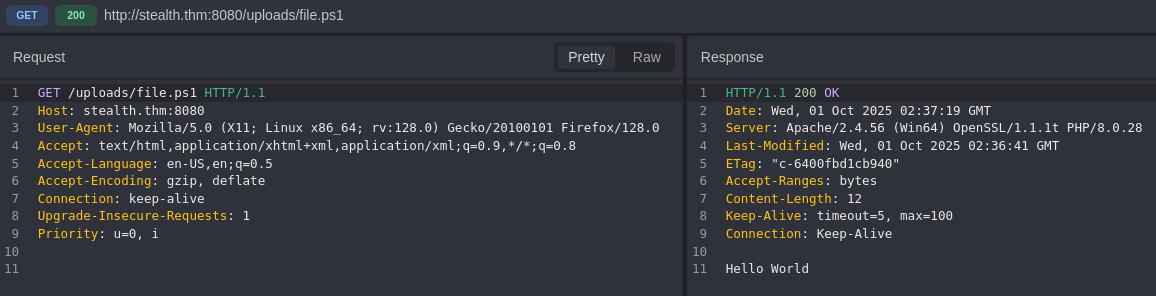 GET 200 http://stealth.thm:8080/uploads/file.ps1
Request Pretty Raw
1 GET /uploads/file.ps1 HTTP/1.1
2 Host: stealth.thm:8080
3 User-Agent: Mozilla/5.0 (X11; Linux x86_64; rv:128.0) Gecko/20100101 Firefox/128.0
4 Accept: text/html,application/xhtml+xml,application/xml;q=0.9,*/*;q=0.8
5 Accept-Language: en-US,en;q=0.5
6 Accept-Encoding: gzip, deflate
7 Connection: keep-alive
8 Upgrade-Insecure-Requests: 1
9 Priority: u=0, i
10
11
Response
1 HTTP/1.1 200 OK
2 Date: Wed, 01 Oct 2025 02:37:19 GMT
3 Server: Apache/2.4.56 (Win64) OpenSSL/1.1.1t PHP/8.0.28
4 Last-Modified: Wed, 01 Oct 2025 02:36:41 GMT
5 ETag: "c-6400fbd1cb940"
6 Accept-Ranges: bytes
7 Content-Length: 12
8 Keep-Alive: timeout=5, max=100
9 Connection: Keep-Alive
10
11 Hello World